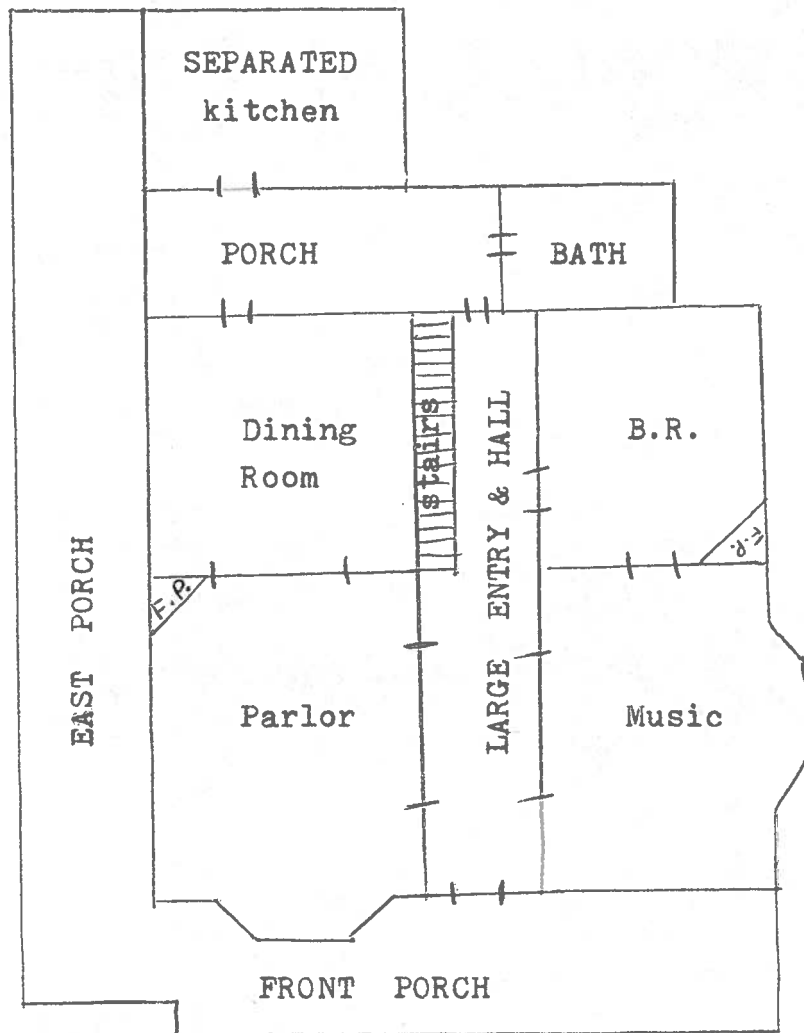 SEPARATED
kitchen
PORCH
BATH
Dining
Room
stairs
LARGE ENTRY & HALL
B.R.
F.P.
F.P.
EAST PORCH
Parlor
Music
FRONT PORCH